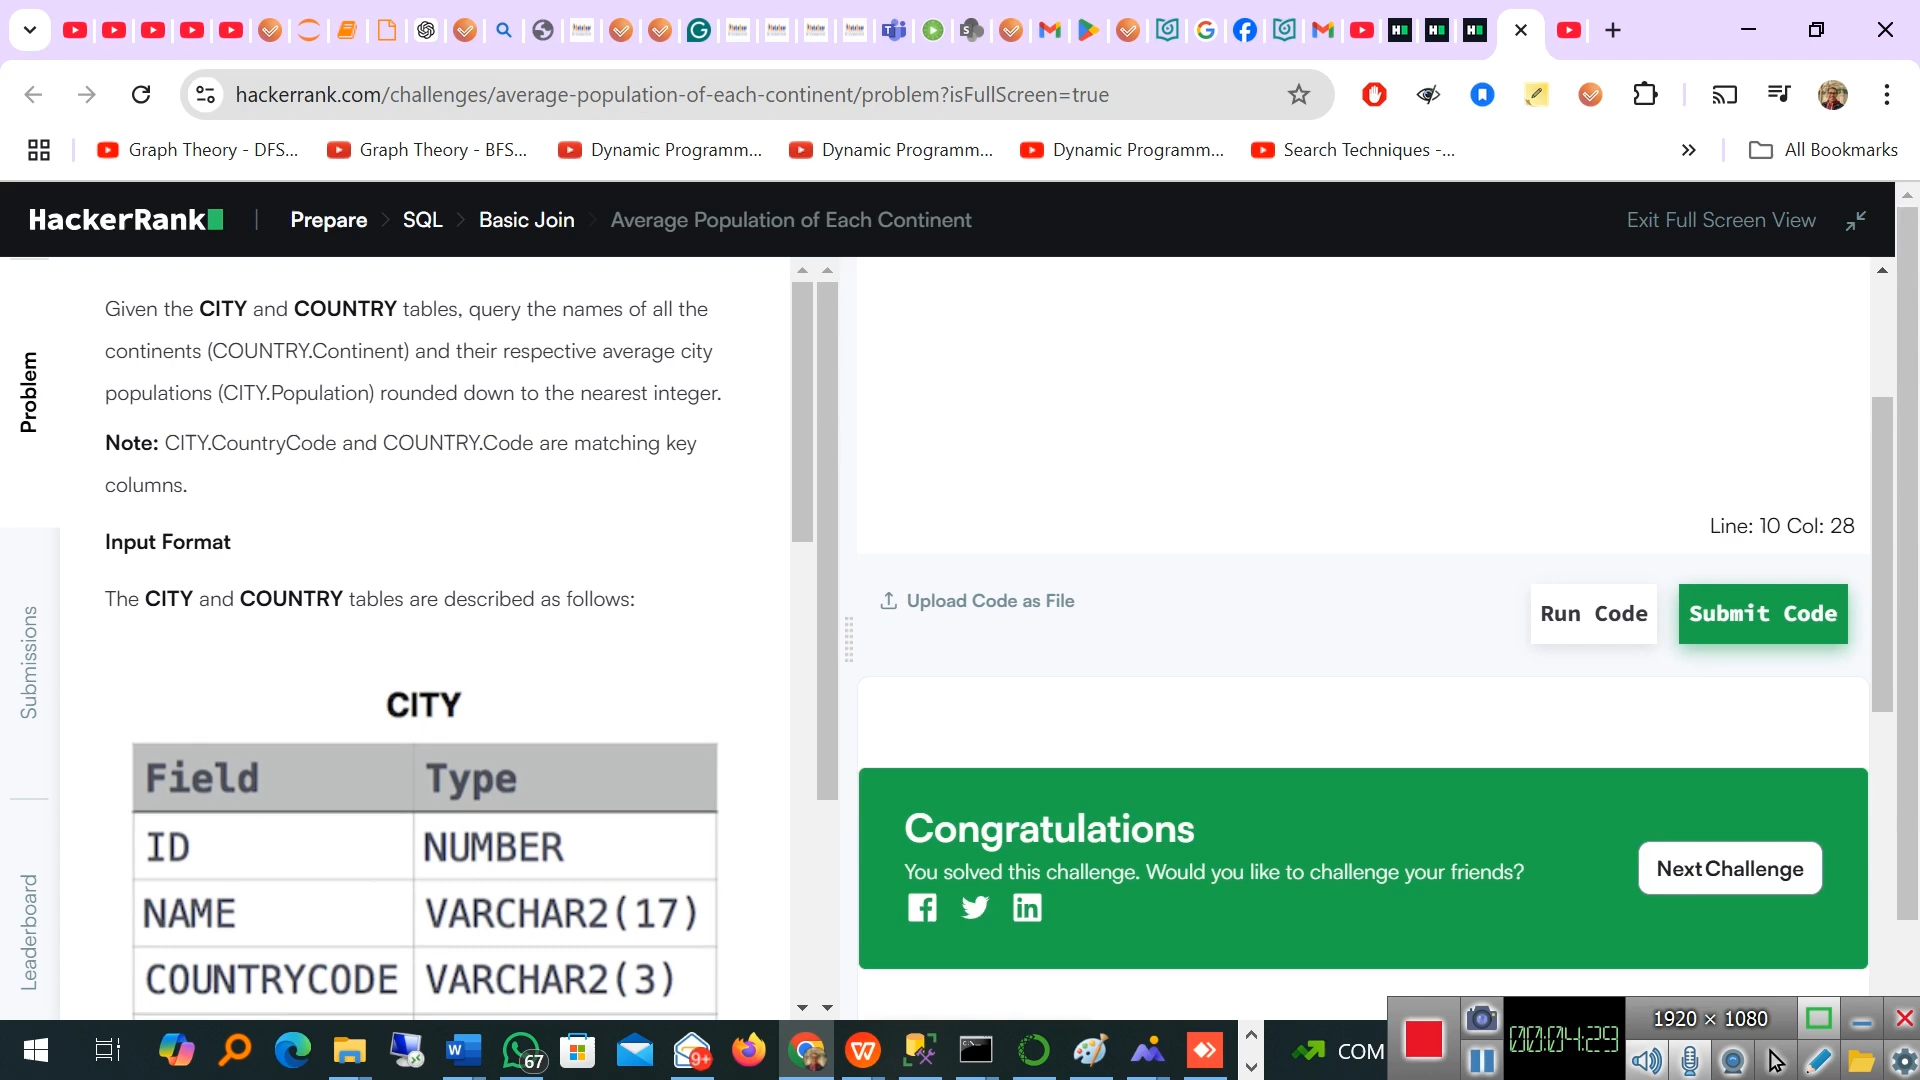 hackerrank.com/challenges/average-population-of-each-continent/problem?isFullScreen=true
Graph Theory - DFS...
Graph Theory - BFS...
Dynamic Programm...
Dynamic Programm...
Dynamic Programm...
Search Techniques -...
All Bookmarks
HackerRank
Prepare
SQL
Basic Join
Average Population of Each Continent
Exit Full Screen View
Problem
Submissions
Leaderboard
Given the CITY and COUNTRY tables, query the names of all the
continents (COUNTRY.Continent) and their respective average city
populations (CITY.Population) rounded down to the nearest integer.
Note: CITY.CountryCode and COUNTRY.Code are matching key
columns.
Input Format
The CITY and COUNTRY tables are described as follows:
CITY
Field Type
ID NUMBER
NAME VARCHAR2(17)
COUNTRYCODE VARCHAR2(3)
Line: 10 Col: 28
Upload Code as File
Run Code
Submit Code
Congratulations
You solved this challenge. Would you like to challenge your friends?
Next Challenge
67
9+
COM
1920 × 1080
00:04:29